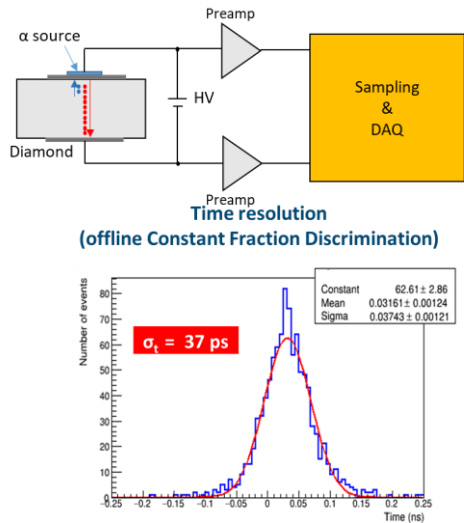 Preamp
α source
HV
Sampling
&
DAQ
Diamond
Preamp
Time resolution
(offline Constant Fraction Discrimination)
Constant 62.61 ± 2.86
Mean 0.03161 ± 0.00124
Sigma 0.03743 ± 0.00121
Number of events
80
70
60
50
40
30
20
10
0
σt = 37 ps
-0.25 -0.2 -0.15 -0.1 -0.05 0 0.05 0.1 0.15 0.2 0.25
Time (ns)